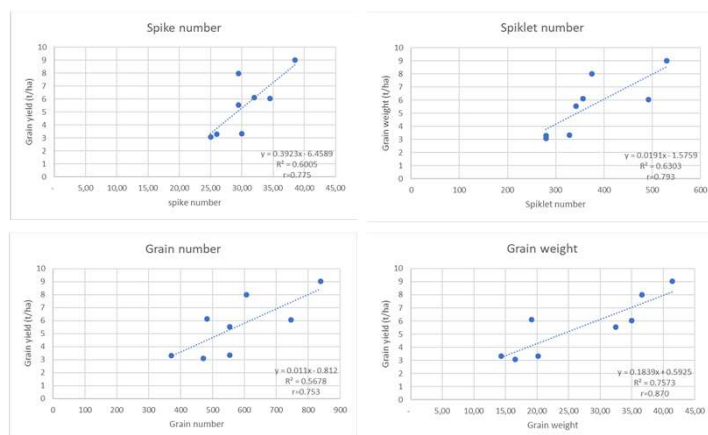 Spike number
10
9
8
7
6
5
4
3
2
1
0
Grain yield (t/ha)
y = 0.3923x - 6.4589
R² = 0.6005
r=0.775
- 5,00 10,00 15,00 20,00 25,00 30,00 35,00 40,00 45,00
spike number
Spiklet number
10
9
8
7
6
5
4
3
2
1
0
Grain weight (t/ha)
y = 0.0191x - 1.5759
R² = 0.6303
r=0.793
0 100 200 300 400 500 600
Spiklet number
Grain number
10
9
8
7
6
5
4
3
2
1
0
Grain yield (t/ha)
y = 0.011x - 0.812
R² = 0.5678
r=0.753
0 100 200 300 400 500 600 700 800 900
Grain number
Grain weight
10
9
8
7
6
5
4
3
2
1
0
Grain yield (t/ha)
y = 0.1839x + 0.5925
R² = 0.7573
r=0.870
- 5,00 10,00 15,00 20,00 25,00 30,00 35,00 40,00 45,00
Grain weight